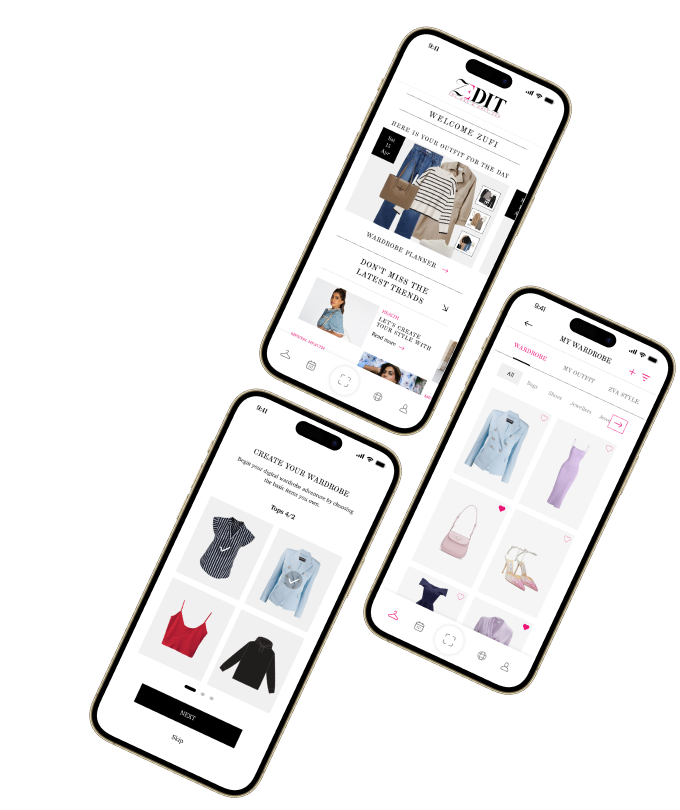 9:41
ZEDIT
WELCOME ZUFI
HERE IS YOUR OUTFIT FOR THE DAY
Sat
15
Apr
WARDROBE PLANNER →
DON'T MISS THE
LATEST TRENDS
HEALTH
LET'S CREATE
YOUR STYLE WITH
Read more →
9:41
MY WARDROBE
WARDROBE
MY OUTFIT
ZVA STYLE
All
Bags
Shoes
Jewellers
9:41
CREATE YOUR WARDROBE
Begin your digital wardrobe adventure by choosing
the basic items you own.
Tops 4/2
NEXT
Skip